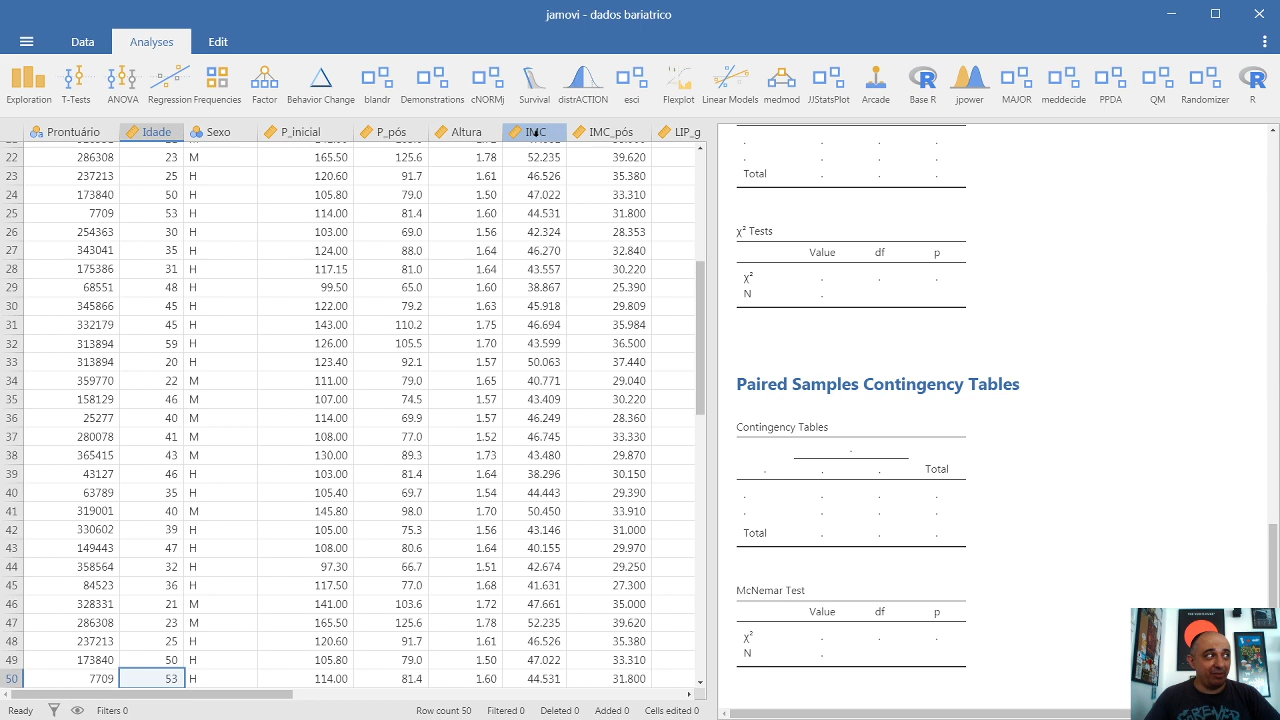 jamovi - dados bariatrico
Data Analyses Edit
Exploration T-Tests ANOVA Regression Frequencies Factor Behavior Change blandr Demonstrations cNORMj Survival distrACTION esci Flexplot Linear Models medmod JJStatsPlot Arcade Base R jpower MAJOR meddecide PPDA QM Randomizer R
Prontuário Idade Sexo P_inicial P_pós Altura IMC IMC_pós LIP_g
22 286308 23 M 165.50 125.6 1.78 52.235 39.620
23 237213 25 H 120.60 91.7 1.61 46.526 35.380
24 173840 50 H 105.80 79.0 1.50 47.022 33.310
25 7709 53 H 114.00 81.4 1.60 44.531 31.800
26 254363 30 H 103.00 69.0 1.56 42.324 28.353
27 343041 35 H 124.00 88.0 1.64 46.270 32.840
28 175386 31 H 117.15 81.0 1.64 43.557 30.220
29 68551 48 H 99.50 65.0 1.60 38.867 25.390
30 345866 45 H 122.00 79.2 1.63 45.918 29.809
31 332179 45 H 143.00 110.2 1.75 46.694 35.984
32 313894 59 H 126.00 105.5 1.70 43.599 36.500
33 313894 20 H 123.40 92.1 1.57 50.063 37.440
34 359770 22 M 111.00 79.0 1.65 40.771 29.040
35 158129 46 M 107.00 74.5 1.57 43.409 30.220
36 25277 40 M 114.00 69.9 1.57 46.249 28.360
37 280078 41 M 108.00 77.0 1.52 46.745 33.330
38 365415 43 M 130.00 89.3 1.73 43.480 29.870
39 43127 46 H 103.00 81.4 1.64 38.296 30.150
40 63789 35 H 105.40 69.7 1.54 44.443 29.390
41 319001 40 M 145.80 98.0 1.70 50.450 33.910
42 330602 39 M 105.00 75.3 1.56 43.146 31.000
43 149443 47 H 108.00 80.6 1.64 40.155 29.970
44 358564 32 H 97.30 66.7 1.51 42.674 29.250
45 84523 36 H 117.50 77.0 1.68 41.631 27.300
46 328331 21 M 141.00 103.6 1.72 47.661 35.000
47 286308 23 M 165.50 125.6 1.78 52.235 39.620
48 237213 25 H 120.60 91.7 1.61 46.526 35.380
49 173840 50 H 105.80 79.0 1.50 47.022 33.310
50 7709 53 H 114.00 81.4 1.60 44.531 31.800
Ready Filters 0 Row count 50 Filtered 0 Deleted 0 Added 0 Cells edited 0
. . . .
. . . .
Total . . .
χ² Tests
Value df p
χ² . . .
N .
Paired Samples Contingency Tables
Contingency Tables
.
. . . Total
. . . .
. . . .
Total . . .
McNemar Test
Value df p
χ² . . .
N .